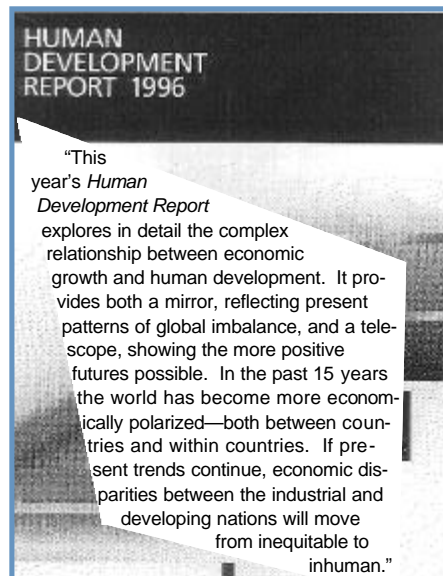 HUMAN
DEVELOPMENT
REPORT 1996
“This
year’s Human
Development Report
explores in detail the complex
relationship between economic
growth and human development.  It pro-
vides both a mirror, reflecting present
patterns of global imbalance, and a tele-
scope, showing the more positive
futures possible.  In the past 15 years
the world has become more econom-
ically polarized—both between coun-
tries and within countries.  If pre-
sent trends continue, economic dis-
parities between the industrial and
developing nations will move
from inequitable to
inhuman.”